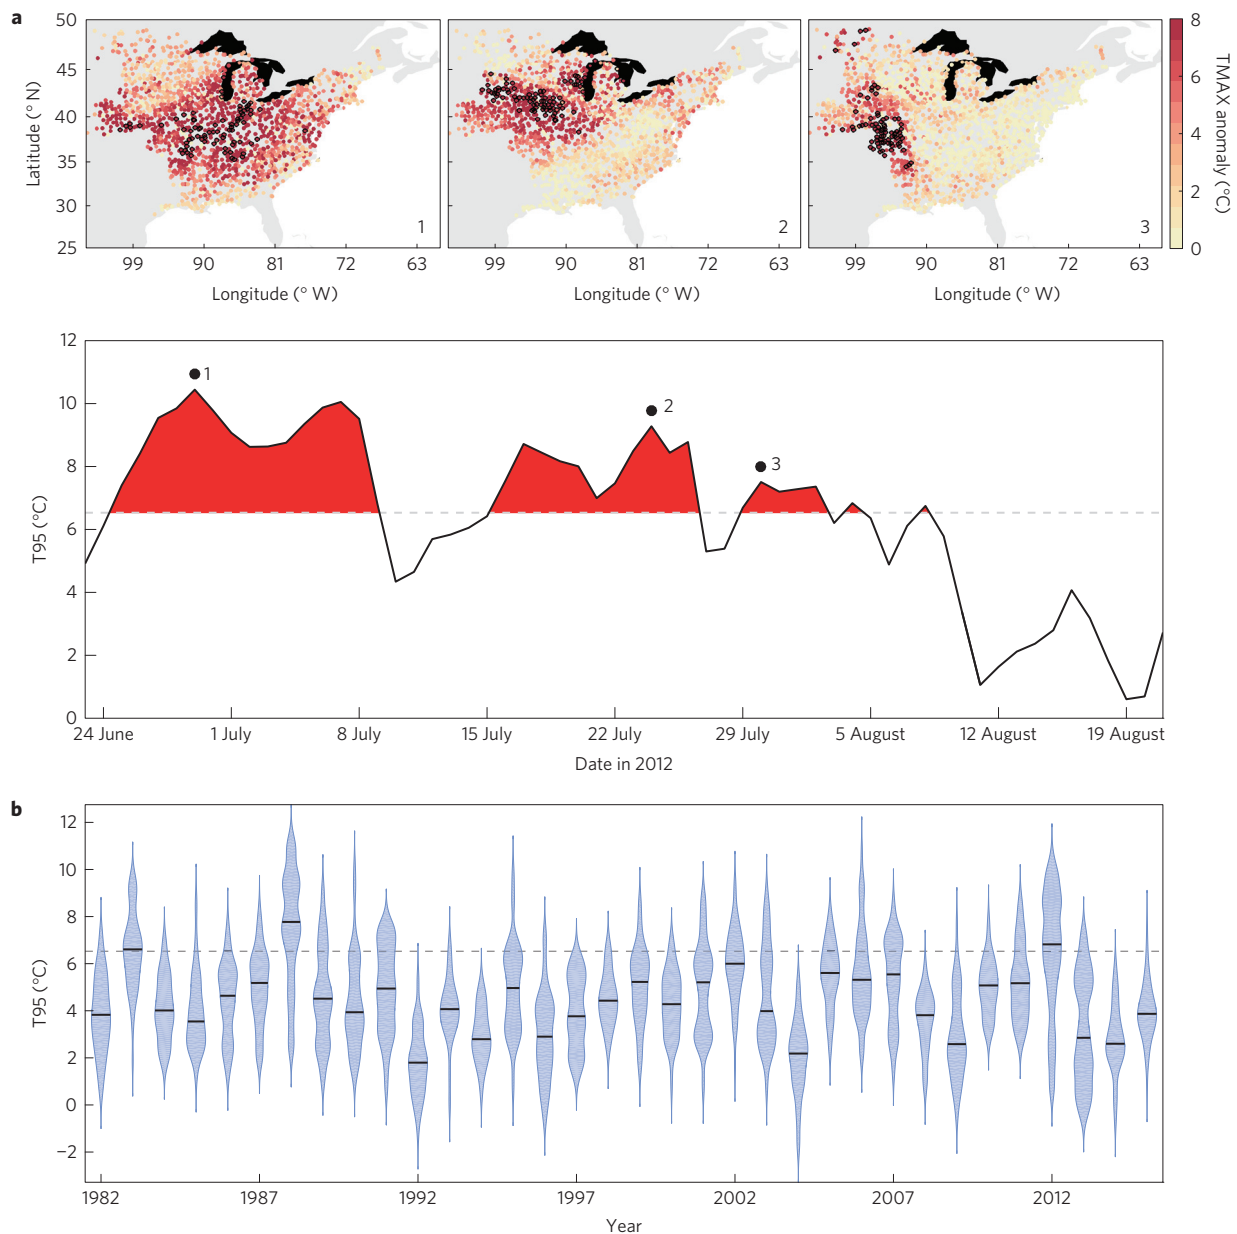 a
50
45
40
35
30
25
Latitude (° N)
1
2
3
99 90 81 72 63
99 90 81 72 63
99 90 81 72 63
Longitude (° W)
Longitude (° W)
Longitude (° W)
8
6
4
2
0
TMAX anomaly (°C)
12
10
8
6
4
2
0
T95 (°C)
1
2
3
24 June 1 July 8 July 15 July 22 July 29 July 5 August 12 August 19 August
Date in 2012
b
12
10
8
6
4
2
0
−2
T95 (°C)
1982 1987 1992 1997 2002 2007 2012
Year